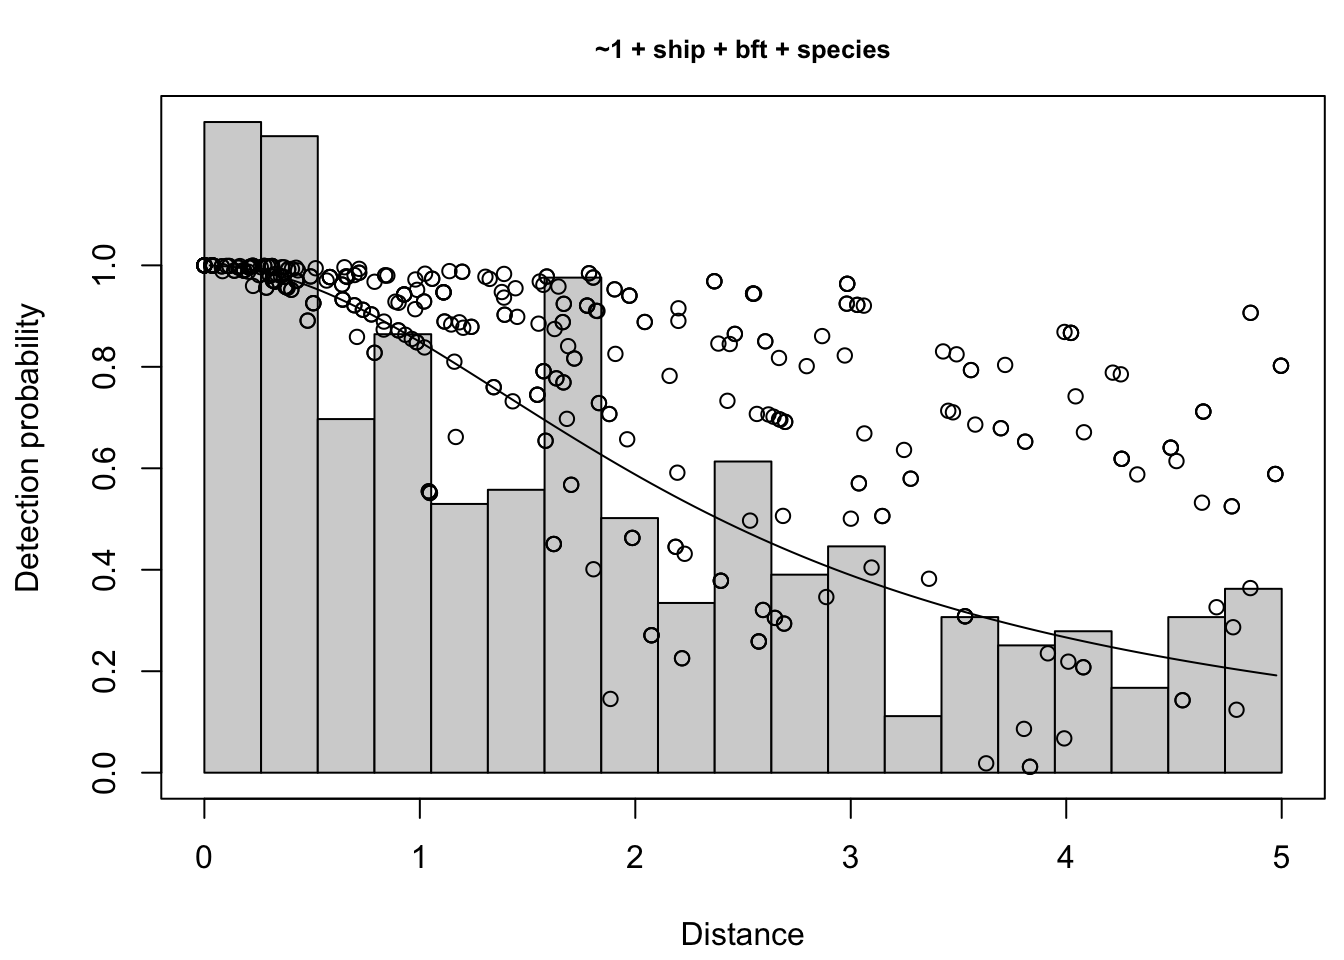 ~1 + ship + bft + species
Detection probability
1.0
0.8
0.6
0.4
0.2
0.0
0 1 2 3 4 5
Distance